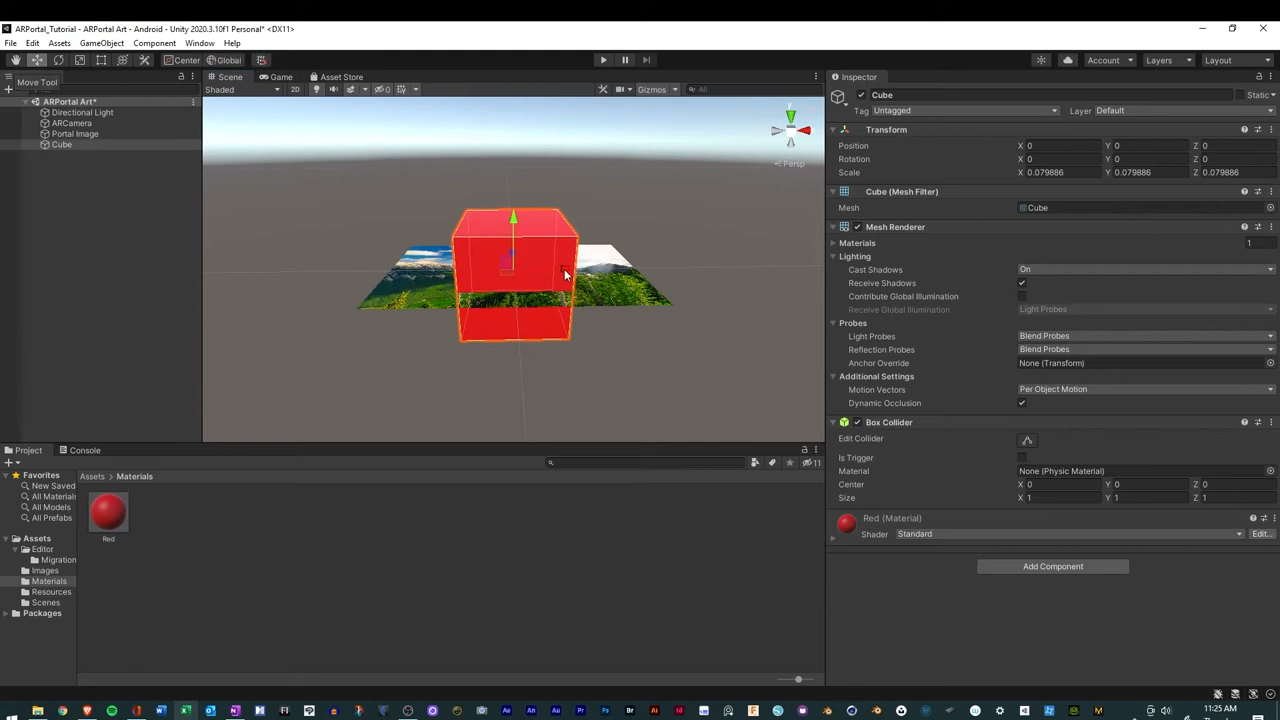 ARPortal_Tutorial - ARPortal Art - Android - Unity 2020.3.10f1 Personal* <DX11>
File Edit Assets GameObject Component Window Help
Center Global Account Layers Layout
Move Tool
Scene Game Asset Store
Shaded 2D 0 Gizmos All
ARPortal Art*
Directional Light
ARCamera
Portal Image
Cube
y
x
Persp
Inspector
Cube Static
Tag Untagged Layer Default
Transform
Position X 0 Y 0 Z 0
Rotation X 0 Y 0 Z 0
Scale X 0.079886 Y 0.079886 Z 0.079886
Cube (Mesh Filter)
Mesh Cube
Mesh Renderer
Materials 1
Lighting
Cast Shadows On
Receive Shadows
Contribute Global Illumination
Receive Global Illumination Light Probes
Probes
Light Probes Blend Probes
Reflection Probes Blend Probes
Anchor Override None (Transform)
Additional Settings
Motion Vectors Per Object Motion
Dynamic Occlusion
Box Collider
Edit Collider
Is Trigger
Material None (Physic Material)
Center X 0 Y 0 Z 0
Size X 1 Y 1 Z 1
Red (Material)
Shader Standard Edit...
Add Component
Project Console
11
Favorites
New Saved
All Materials
All Models
All Prefabs
Assets
Editor
Migration
Images
Materials
Resources
Scenes
Packages
Assets > Materials
Red
11:25 AM